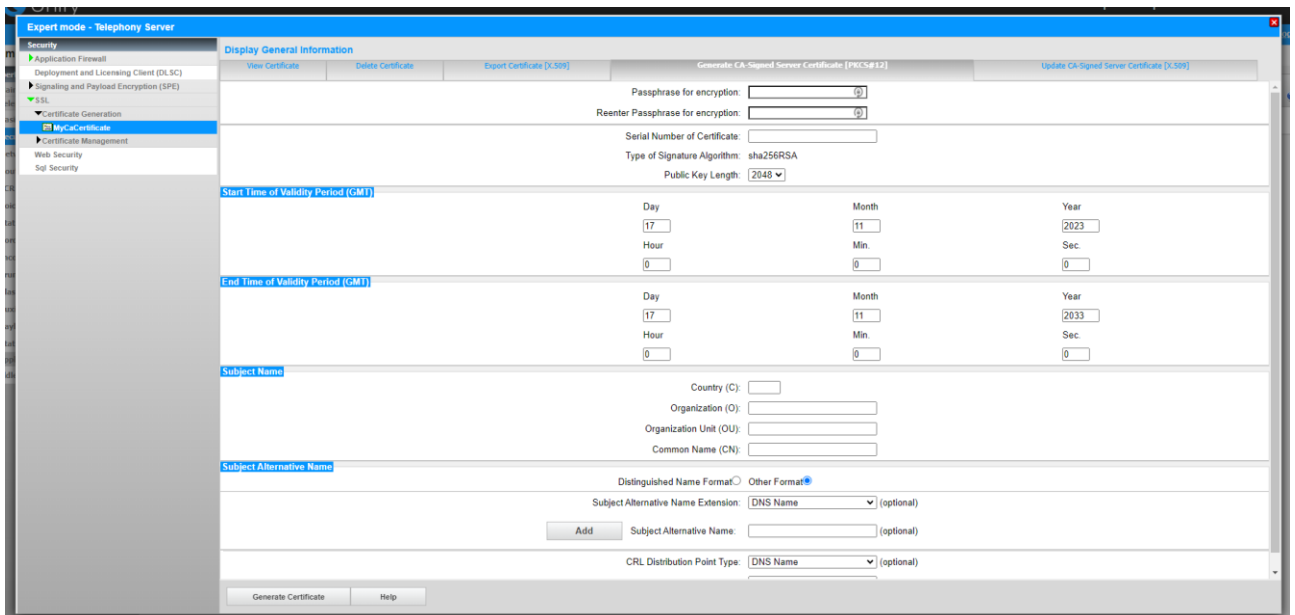 Unify
Expert mode - Telephony Server
Security
Application Firewall
Deployment and Licensing Client (DLSC)
Signaling and Payload Encryption (SPE)
SSL
Certificate Generation
MyCaCertificate
Certificate Management
Web Security
Sql Security
Display General Information
View Certificate Delete Certificate Export Certificate [X.509] Generate CA-Signed Server Certificate [PKCS#12] Update CA-Signed Server Certificate [X.509]
Passphrase for encryption:
Reenter Passphrase for encryption:
Serial Number of Certificate:
Type of Signature Algorithm: sha256RSA
Public Key Length: 2048
Start Time of Validity Period (GMT)
Day Month Year
17 11 2023
Hour Min. Sec.
0 0 0
End Time of Validity Period (GMT)
Day Month Year
17 11 2033
Hour Min. Sec.
0 0 0
Subject Name
Country (C):
Organization (O):
Organization Unit (OU):
Common Name (CN):
Subject Alternative Name
Distinguished Name Format Other Format
Subject Alternative Name Extension: DNS Name (optional)
Add Subject Alternative Name: (optional)
CRL Distribution Point Type: DNS Name (optional)
Generate Certificate Help